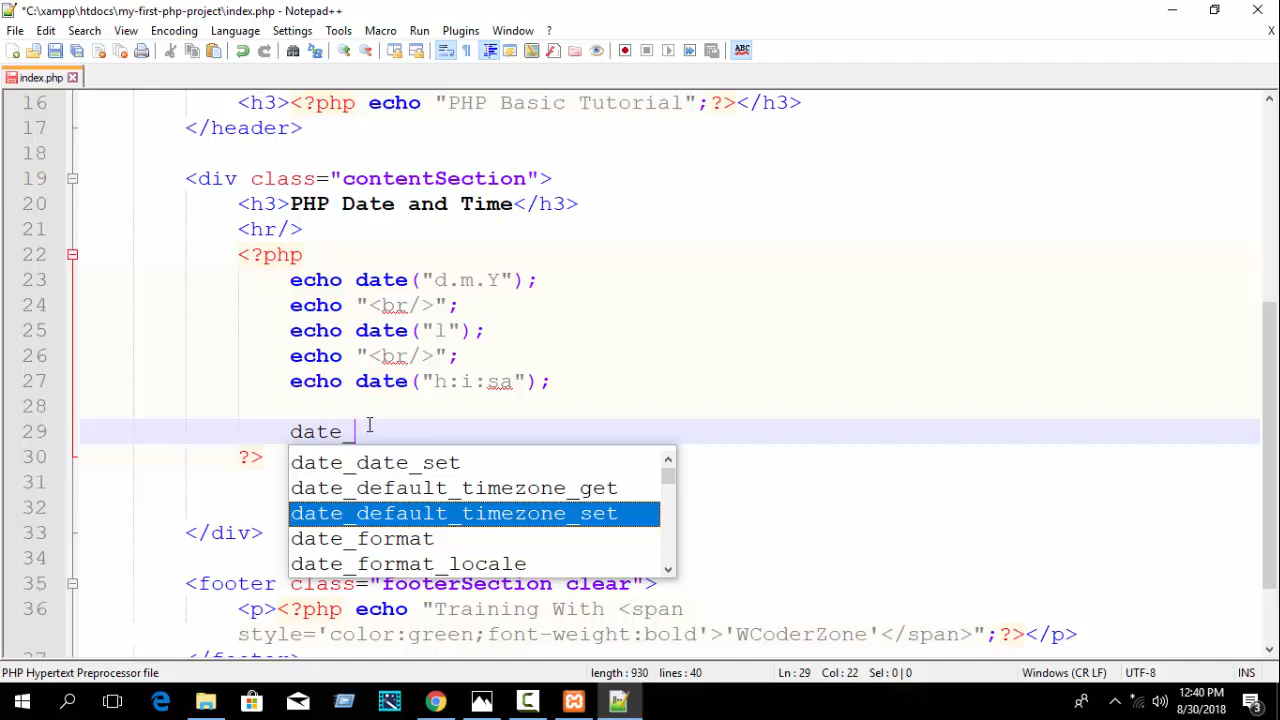 *C:\xampp\htdocs\my-first-php-project\index.php - Notepad++
File Edit Search View Encoding Language Settings Tools Macro Run Plugins Window ? X
ABC
index.php
16 <h3><?php echo "PHP Basic Tutorial";?></h3>
17 </header>
18
19 <div class="contentSection">
20 <h3>PHP Date and Time</h3>
21 <hr/>
22 <?php
23 echo date("d.m.Y");
24 echo "<br/>";
25 echo date("l");
26 echo "<br/>";
27 echo date("h:i:sa");
28
29 date_
30 ?>
date_date_set
31
date_default_timezone_get
32
date_default_timezone_set
33 </div>
date_format
34
date_format_locale
35 <footer class="footerSection clear">
36 <p><?php echo "Training With <span
style='color:green;font-weight:bold'>'WCoderZone'</span>";?></p>
37 </footer>
PHP Hypertext Preprocessor file length : 930 lines : 40 Ln : 29 Col : 22 Sel : 0 | 0 Windows (CR LF) UTF-8 INS
12:40 PM
8/30/2018
3